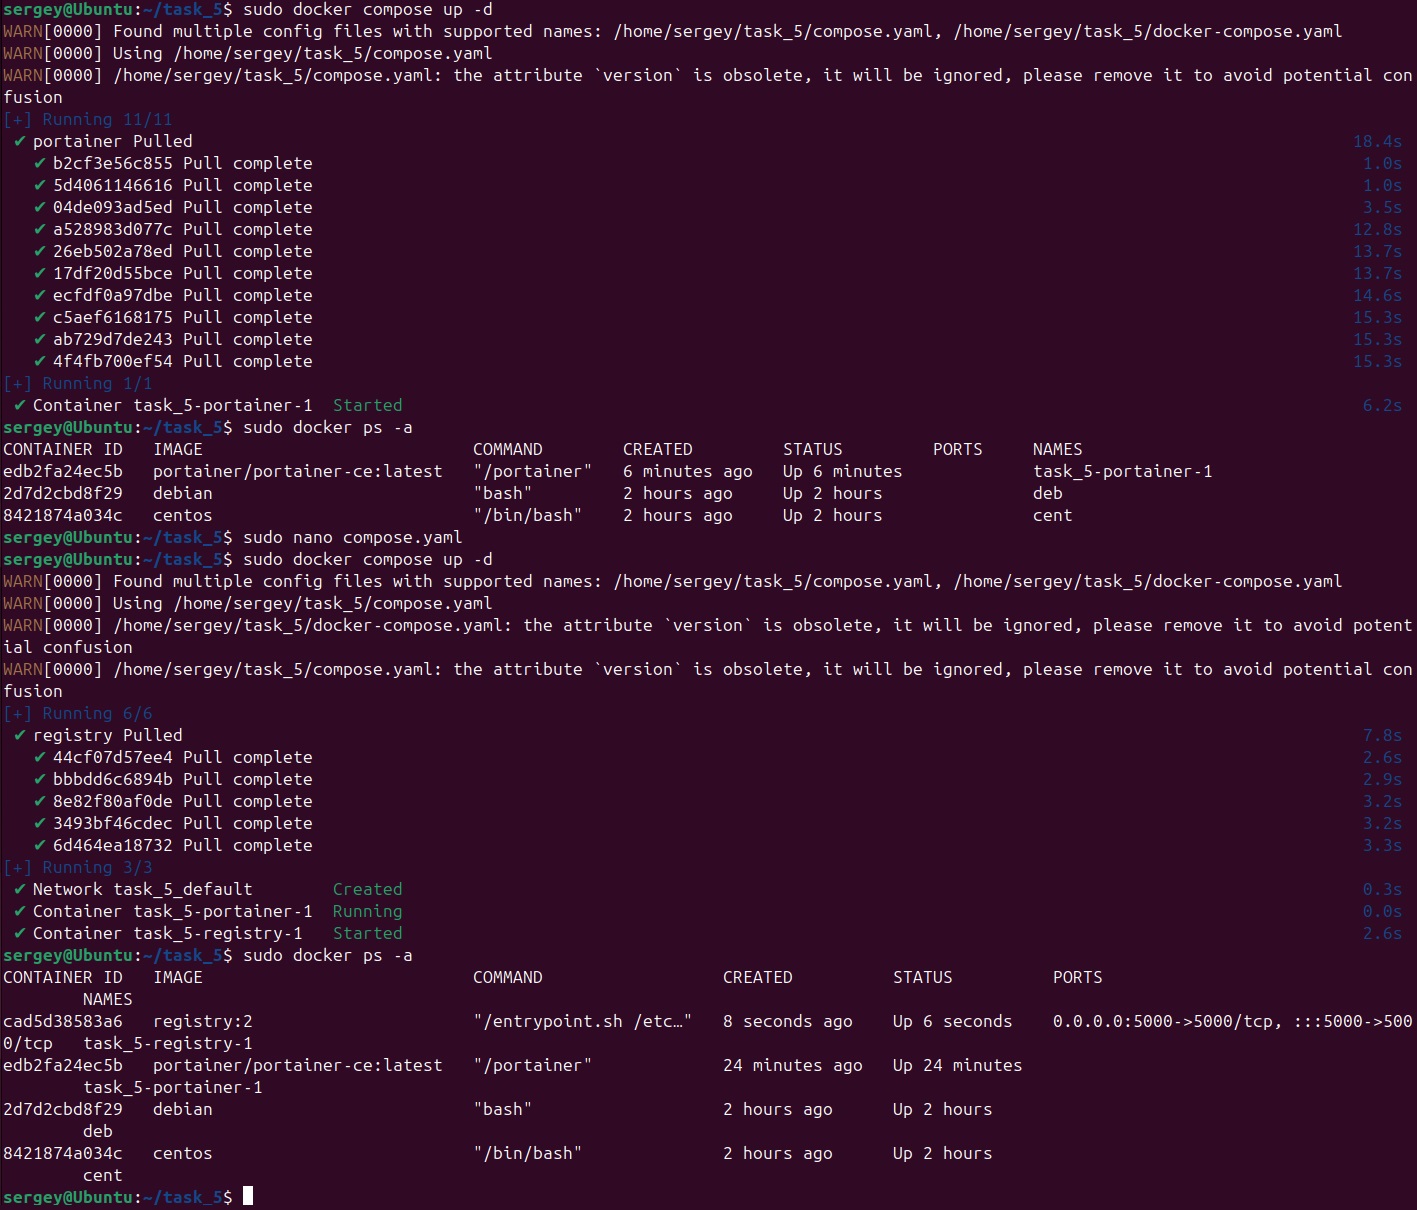 sergey@Ubuntu:~/task_5$ sudo docker compose up -d
WARN[0000] Found multiple config files with supported names: /home/sergey/task_5/compose.yaml, /home/sergey/task_5/docker-compose.yaml
WARN[0000] Using /home/sergey/task_5/compose.yaml
WARN[0000] /home/sergey/task_5/compose.yaml: the attribute `version` is obsolete, it will be ignored, please remove it to avoid potential con
fusion
[+] Running 11/11
✔ portainer Pulled 18.4s
✔ b2cf3e56c855 Pull complete 1.0s
✔ 5d4061146616 Pull complete 1.0s
✔ 04de093ad5ed Pull complete 3.5s
✔ a528983d077c Pull complete 12.8s
✔ 26eb502a78ed Pull complete 13.7s
✔ 17df20d55bce Pull complete 13.7s
✔ ecfdf0a97dbe Pull complete 14.6s
✔ c5aef6168175 Pull complete 15.3s
✔ ab729d7de243 Pull complete 15.3s
✔ 4f4fb700ef54 Pull complete 15.3s
[+] Running 1/1
✔ Container task_5-portainer-1 Started 6.2s
sergey@Ubuntu:~/task_5$ sudo docker ps -a
CONTAINER ID IMAGE COMMAND CREATED STATUS PORTS NAMES
edb2fa24ec5b portainer/portainer-ce:latest "/portainer" 6 minutes ago Up 6 minutes task_5-portainer-1
2d7d2cbd8f29 debian "bash" 2 hours ago Up 2 hours deb
8421874a034c centos "/bin/bash" 2 hours ago Up 2 hours cent
sergey@Ubuntu:~/task_5$ sudo nano compose.yaml
sergey@Ubuntu:~/task_5$ sudo docker compose up -d
WARN[0000] Found multiple config files with supported names: /home/sergey/task_5/compose.yaml, /home/sergey/task_5/docker-compose.yaml
WARN[0000] Using /home/sergey/task_5/compose.yaml
WARN[0000] /home/sergey/task_5/docker-compose.yaml: the attribute `version` is obsolete, it will be ignored, please remove it to avoid potent
ial confusion
WARN[0000] /home/sergey/task_5/compose.yaml: the attribute `version` is obsolete, it will be ignored, please remove it to avoid potential con
fusion
[+] Running 6/6
✔ registry Pulled 7.8s
✔ 44cf07d57ee4 Pull complete 2.6s
✔ bbbdd6c6894b Pull complete 2.9s
✔ 8e82f80af0de Pull complete 3.2s
✔ 3493bf46cdec Pull complete 3.2s
✔ 6d464ea18732 Pull complete 3.3s
[+] Running 3/3
✔ Network task_5_default Created 0.3s
✔ Container task_5-portainer-1 Running 0.0s
✔ Container task_5-registry-1 Started 2.6s
sergey@Ubuntu:~/task_5$ sudo docker ps -a
CONTAINER ID IMAGE COMMAND CREATED STATUS PORTS
NAMES
cad5d38583a6 registry:2 "/entrypoint.sh /etc…" 8 seconds ago Up 6 seconds 0.0.0.0:5000->5000/tcp, :::5000->500
0/tcp task_5-registry-1
edb2fa24ec5b portainer/portainer-ce:latest "/portainer" 24 minutes ago Up 24 minutes
task_5-portainer-1
2d7d2cbd8f29 debian "bash" 2 hours ago Up 2 hours
deb
8421874a034c centos "/bin/bash" 2 hours ago Up 2 hours
cent
sergey@Ubuntu:~/task_5$